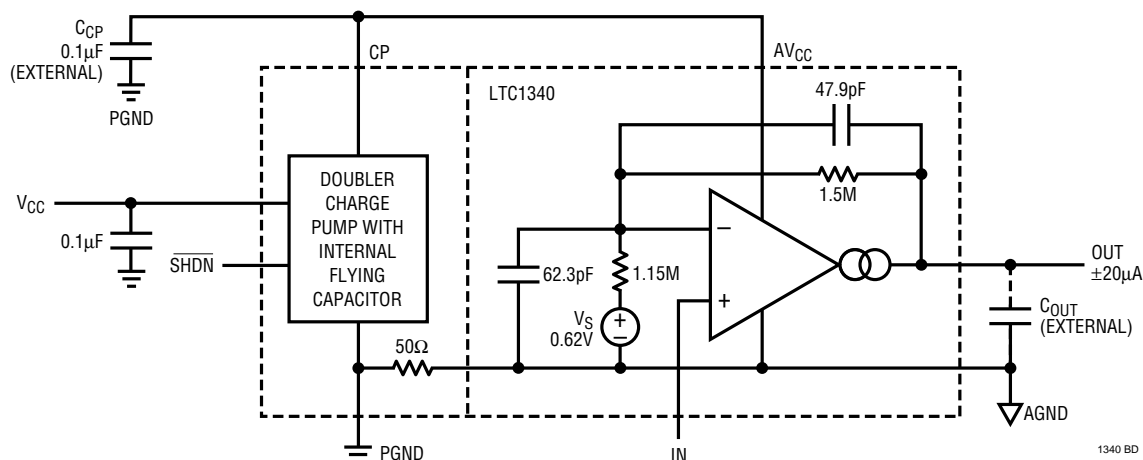 C_CP
0.1µF
(EXTERNAL)
PGND
CP
AV_CC
LTC1340
47.9pF
1.5M
V_CC
0.1µF
SHDN
DOUBLER
CHARGE
PUMP WITH
INTERNAL
FLYING
CAPACITOR
62.3pF
1.15M
V_S
0.62V
+
−
−
+
OUT
±20µA
C_OUT
(EXTERNAL)
50Ω
AGND
PGND
IN
1340 BD